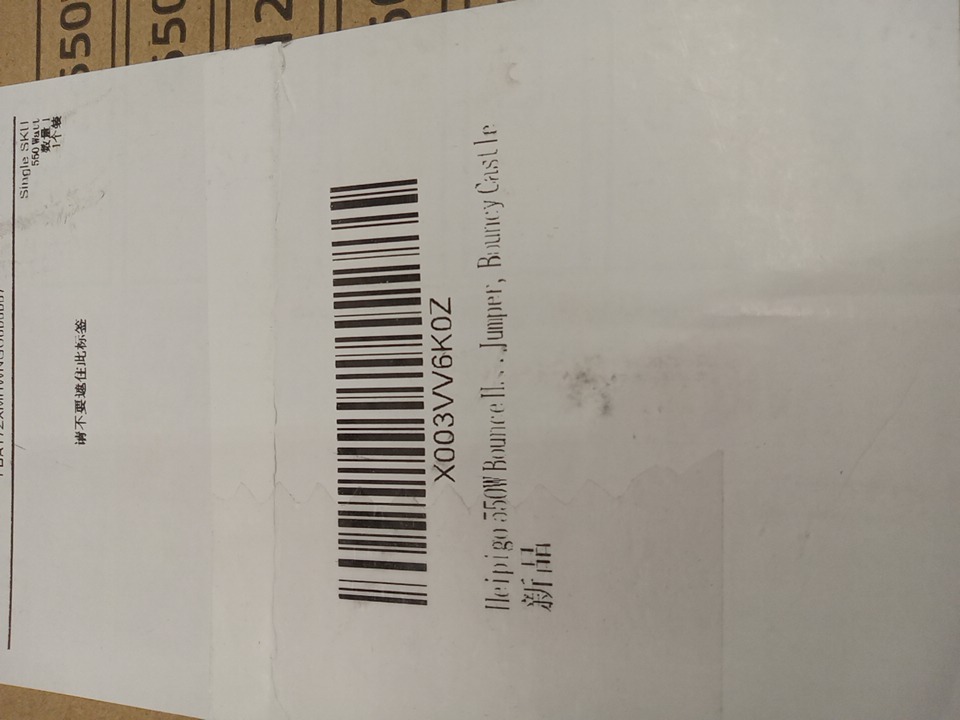 Single SKU
550 Watt
数量 1
1个装
请不要遮住此标签
X003VV6K0Z
Heipigo 550W Bounce H...Jumper, Bouncy Castle
新品